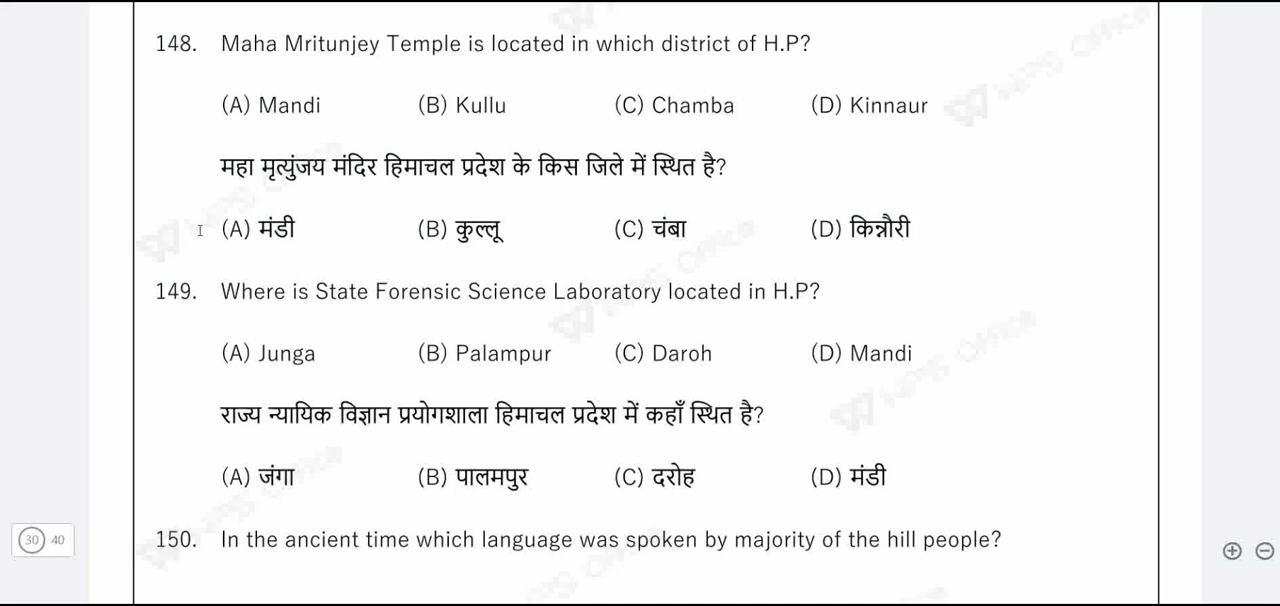 148. Maha Mritunjey Temple is located in which district of H.P?
(A) Mandi (B) Kullu (C) Chamba (D) Kinnaur
महा मृत्युंजय मंदिर हिमाचल प्रदेश के किस जिले में स्थित है?
(A) मंडी (B) कुल्लू (C) चंबा (D) किन्नौरी
149. Where is State Forensic Science Laboratory located in H.P?
(A) Junga (B) Palampur (C) Daroh (D) Mandi
राज्य न्यायिक विज्ञान प्रयोगशाला हिमाचल प्रदेश में कहाँ स्थित है?
(A) जंगा (B) पालमपुर (C) दरोह (D) मंडी
30 40
150. In the ancient time which language was spoken by majority of the hill people?